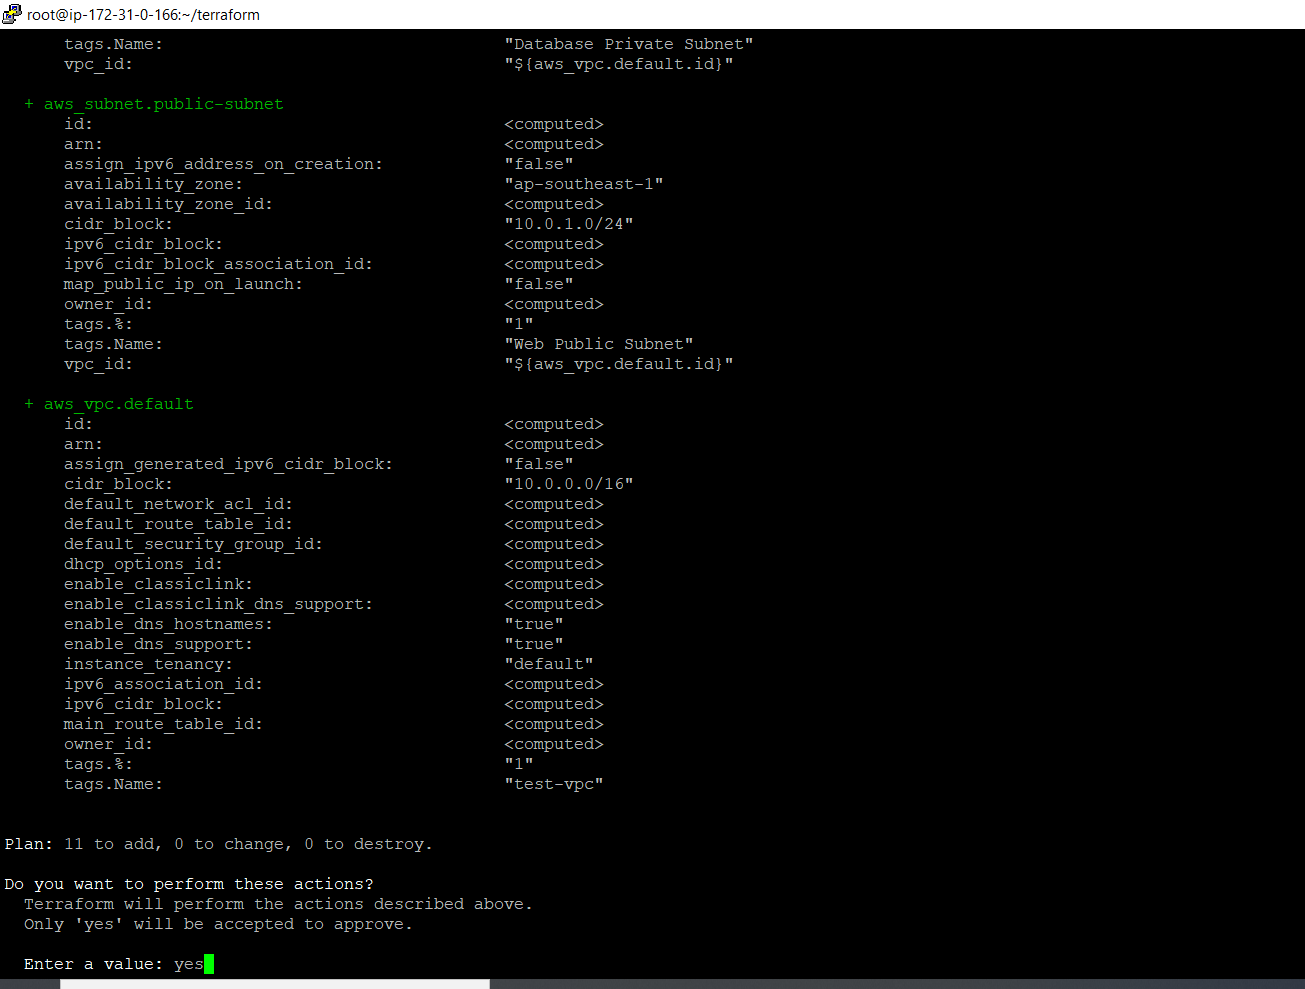 root@ip-172-31-0-166:~/terraform
tags.Name: "Database Private Subnet"
vpc_id: "${aws_vpc.default.id}"
+ aws_subnet.public-subnet
id: <computed>
arn: <computed>
assign_ipv6_address_on_creation: "false"
availability_zone: "ap-southeast-1"
availability_zone_id: <computed>
cidr_block: "10.0.1.0/24"
ipv6_cidr_block: <computed>
ipv6_cidr_block_association_id: <computed>
map_public_ip_on_launch: "false"
owner_id: <computed>
tags.%: "1"
tags.Name: "Web Public Subnet"
vpc_id: "${aws_vpc.default.id}"
+ aws_vpc.default
id: <computed>
arn: <computed>
assign_generated_ipv6_cidr_block: "false"
cidr_block: "10.0.0.0/16"
default_network_acl_id: <computed>
default_route_table_id: <computed>
default_security_group_id: <computed>
dhcp_options_id: <computed>
enable_classiclink: <computed>
enable_classiclink_dns_support: <computed>
enable_dns_hostnames: "true"
enable_dns_support: "true"
instance_tenancy: "default"
ipv6_association_id: <computed>
ipv6_cidr_block: <computed>
main_route_table_id: <computed>
owner_id: <computed>
tags.%: "1"
tags.Name: "test-vpc"
Plan: 11 to add, 0 to change, 0 to destroy.
Do you want to perform these actions?
Terraform will perform the actions described above.
Only 'yes' will be accepted to approve.
Enter a value: yes